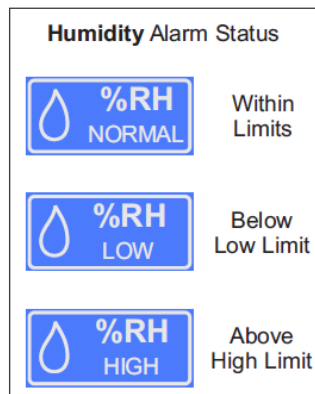 Humidity Alarm Status
%RH
NORMAL
Within
Limits
%RH
LOW
Below
Low Limit
%RH
HIGH
Above
High Limit